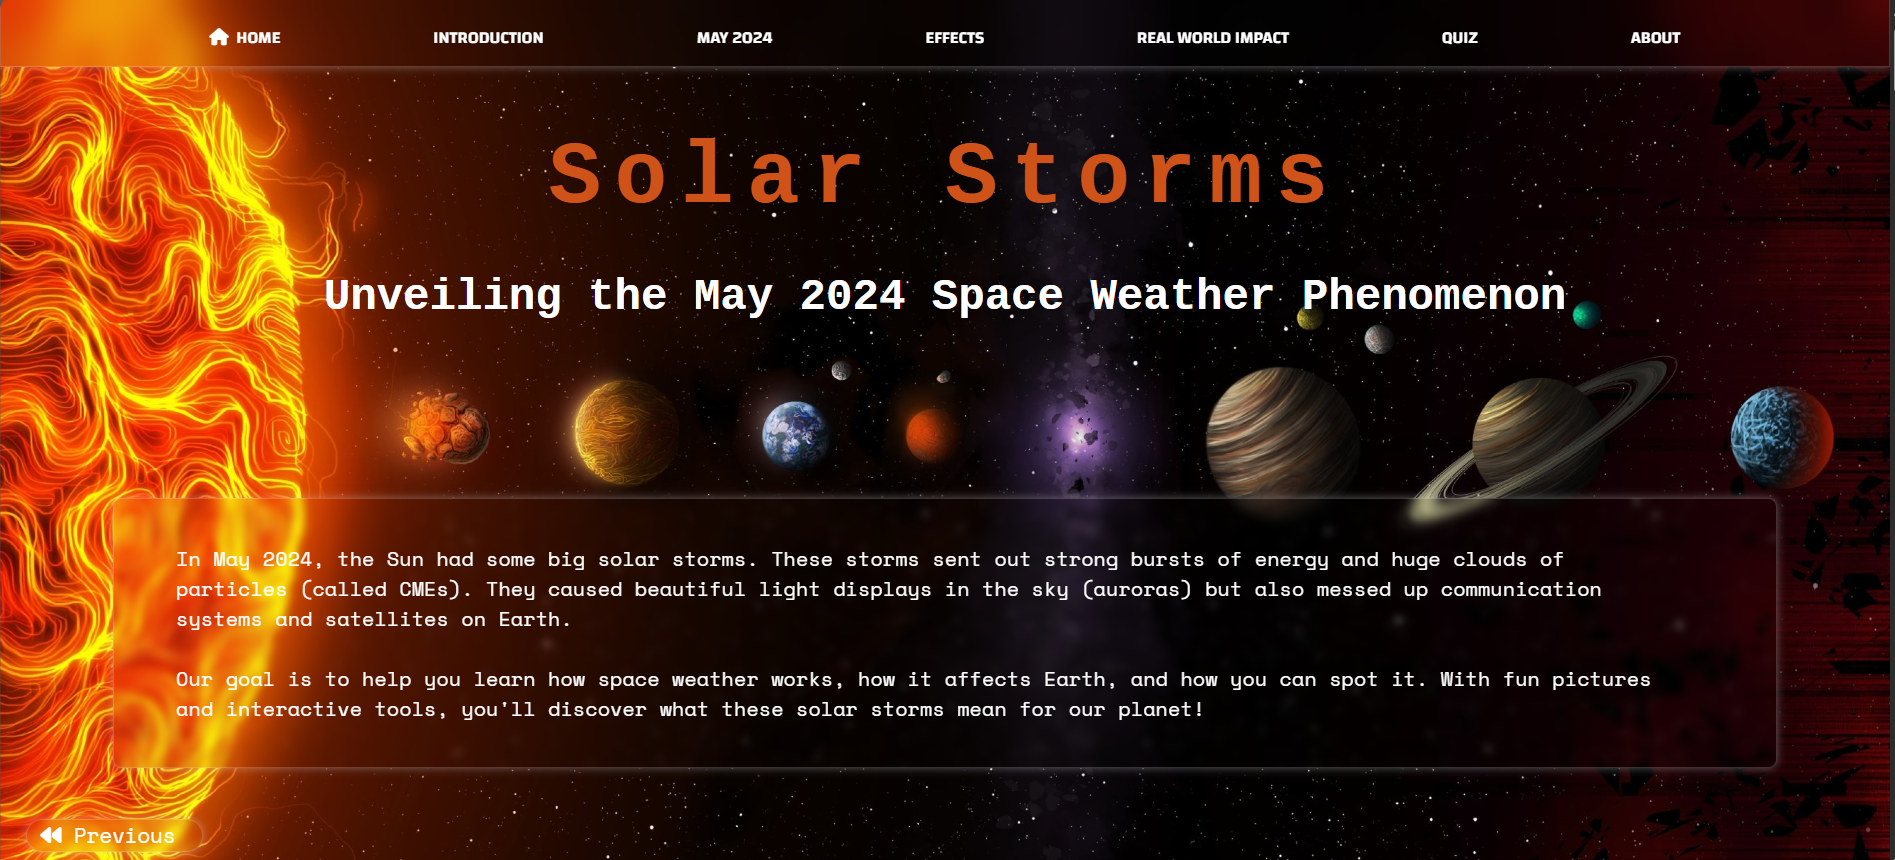 HOME INTRODUCTION MAY 2024 EFFECTS REAL WORLD IMPACT QUIZ ABOUT
Solar Storms
Unveiling the May 2024 Space Weather Phenomenon
In May 2024, the Sun had some big solar storms. These storms sent out strong bursts of energy and huge clouds of
particles (called CMEs). They caused beautiful light displays in the sky (auroras) but also messed up communication
systems and satellites on Earth.
Our goal is to help you learn how space weather works, how it affects Earth, and how you can spot it. With fun pictures
and interactive tools, you'll discover what these solar storms mean for our planet!
Previous